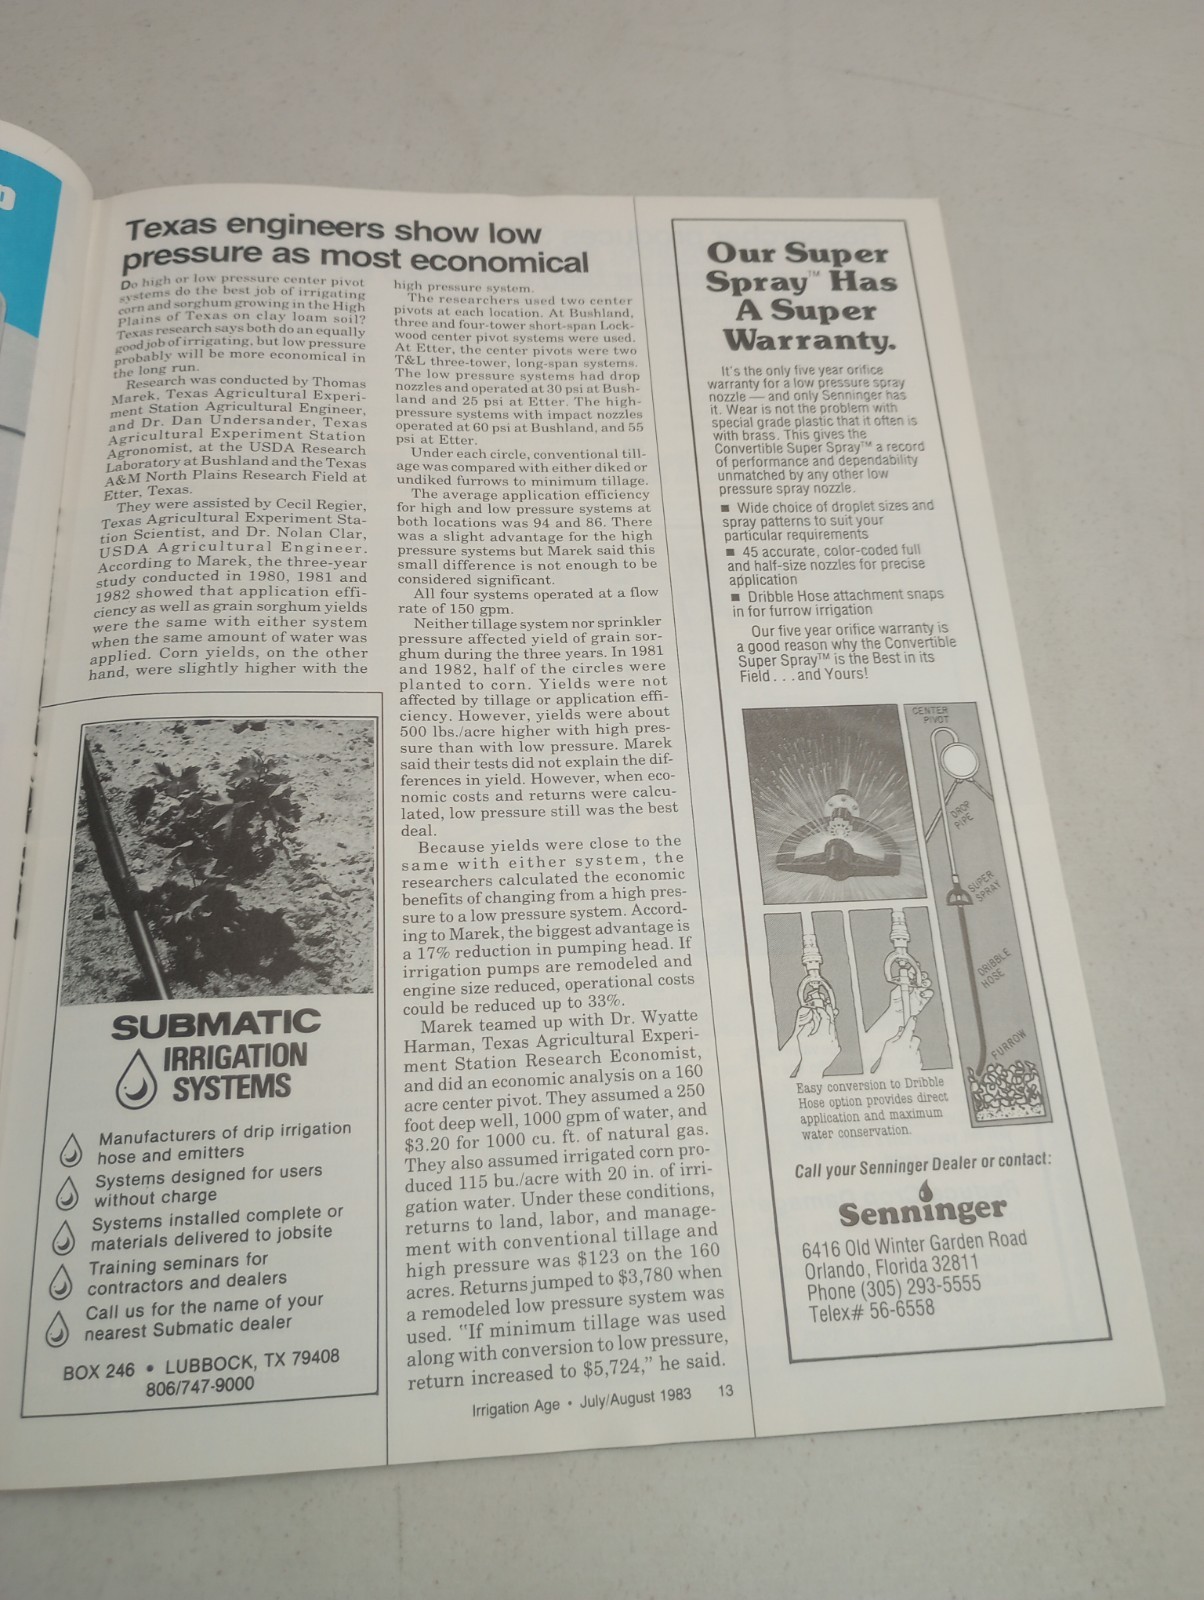 Texas engineers show low
pressure as most economical
Do high or low pressure center pivot
systems do the best job of irrigating
corn and sorghum growing in the High
Plains of Texas on clay loam soil?
Texas research says both do an equally
good job of irrigating, but low pressure
probably will be more economical in
the long run.
Research was conducted by Thomas
Marek, Texas Agricultural Experi-
ment Station Agricultural Engineer,
and Dr. Dan Undersander, Texas
Agricultural Experiment Station
Agronomist, at the USDA Research
Laboratory at Bushland and the Texas
A&M North Plains Research Field at
Etter, Texas.
They were assisted by Cecil Regier,
Texas Agricultural Experiment Sta-
tion Scientist, and Dr. Nolan Clar,
USDA Agricultural Engineer.
According to Marek, the three-year
study conducted in 1980, 1981 and
1982 showed that application effi-
ciency as well as grain sorghum yields
were the same with either system
when the same amount of water was
applied. Corn yields, on the other
hand, were slightly higher with the
high pressure system.
The researchers used two center
pivots at each location. At Bushland,
three and four-tower short-span Lock-
wood center pivot systems were used.
At Etter, the center pivots were two
T&L three-tower, long-span systems.
The low pressure systems had drop
nozzles and operated at 30 psi at Bush-
land and 25 psi at Etter. The high-
pressure systems with impact nozzles
operated at 60 psi at Bushland, and 55
psi at Etter.
Under each circle, conventional till-
age was compared with either diked or
undiked furrows to minimum tillage.
The average application efficiency
for high and low pressure systems at
both locations was 94 and 86. There
was a slight advantage for the high
pressure systems but Marek said this
small difference is not enough to be
considered significant.
All four systems operated at a flow
rate of 150 gpm.
Neither tillage system nor sprinkler
pressure affected yield of grain sor-
ghum during the three years. In 1981
and 1982, half of the circles were
planted to corn. Yields were not
affected by tillage or application effi-
ciency. However, yields were about
500 lbs./acre higher with high pres-
sure than with low pressure. Marek
said their tests did not explain the dif-
ferences in yield. However, when eco-
nomic costs and returns were calcu-
lated, low pressure still was the best
deal.
Because yields were close to the
same with either system, the
researchers calculated the economic
benefits of changing from a high pres-
sure to a low pressure system. Accord-
ing to Marek, the biggest advantage is
a 17% reduction in pumping head. If
irrigation pumps are remodeled and
engine size reduced, operational costs
could be reduced up to 33%.
Marek teamed up with Dr. Wyatte
Harman, Texas Agricultural Experi-
ment Station Research Economist,
and did an economic analysis on a 160
acre center pivot. They assumed a 250
foot deep well, 1000 gpm of water, and
$3.20 for 1000 cu. ft. of natural gas.
They also assumed irrigated corn pro-
duced 115 bu./acre with 20 in. of irri-
gation water. Under these conditions,
returns to land, labor, and manage-
ment with conventional tillage and
high pressure was $123 on the 160
acres. Returns jumped to $3,780 when
a remodeled low pressure system was
used. "If minimum tillage was used
along with conversion to low pressure,
return increased to $5,724," he said.
SUBMATIC
IRRIGATION
SYSTEMS
Manufacturers of drip irrigation
hose and emitters
Systems designed for users
without charge
Systems installed complete or
materials delivered to jobsite
Training seminars for
contractors and dealers
Call us for the name of your
nearest Submatic dealer
BOX 246 • LUBBOCK, TX 79408
806/747-9000
Irrigation Age • July/August 1983 13
Our Super
Spray™ Has
A Super
Warranty.
It's the only five year orifice
warranty for a low pressure spray
nozzle — and only Senninger has
it. Wear is not the problem with
special grade plastic that it often is
with brass. This gives the
Convertible Super Spray™ a record
of performance and dependability
unmatched by any other low
pressure spray nozzle.
■ Wide choice of droplet sizes and
spray patterns to suit your
particular requirements
■ 45 accurate, color-coded full
and half-size nozzles for precise
application
■ Dribble Hose attachment snaps
in for furrow irrigation
Our five year orifice warranty is
a good reason why the Convertible
Super Spray™ is the Best in its
Field . . . and Yours!
CENTER
PIVOT
DROP
PIPE
SUPER
SPRAY
DRIBBLE
HOSE
FURROW
Easy conversion to Dribble
Hose option provides direct
application and maximum
water conservation.
Call your Senninger Dealer or contact:
Senninger
6416 Old Winter Garden Road
Orlando, Florida 32811
Phone (305) 293-5555
Telex# 56-6558